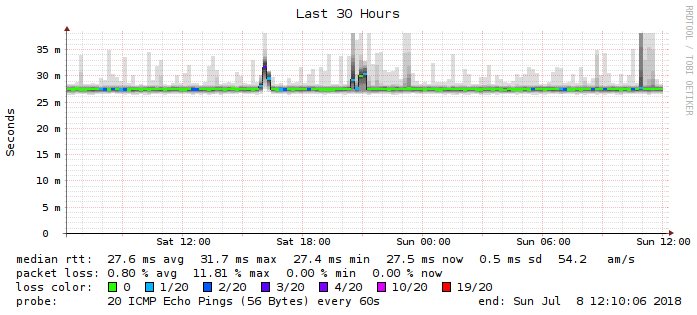 Last 30 Hours
RRDTOOL / TOBI OETIKER
Seconds
35 m
30 m
25 m
20 m
15 m
10 m
5 m
0
Sat 12:00 Sat 18:00 Sun 00:00 Sun 06:00 Sun 12:00
median rtt: 27.6 ms avg 31.7 ms max 27.4 ms min 27.5 ms now 0.5 ms sd 54.2 am/s
packet loss: 0.80 % avg 11.81 % max 0.00 % min 0.00 % now
loss color: 0 1/20 2/20 3/20 4/20 10/20 19/20
probe: 20 ICMP Echo Pings (56 Bytes) every 60s end: Sun Jul 8 12:10:06 2018